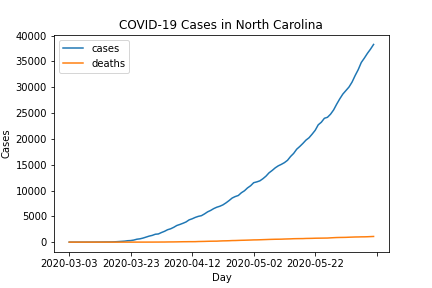 COVID-19 Cases in North Carolina
cases
deaths
40000
35000
30000
25000
20000
15000
10000
5000
0
Cases
2020-03-03 2020-03-23 2020-04-12 2020-05-02 2020-05-22
Day